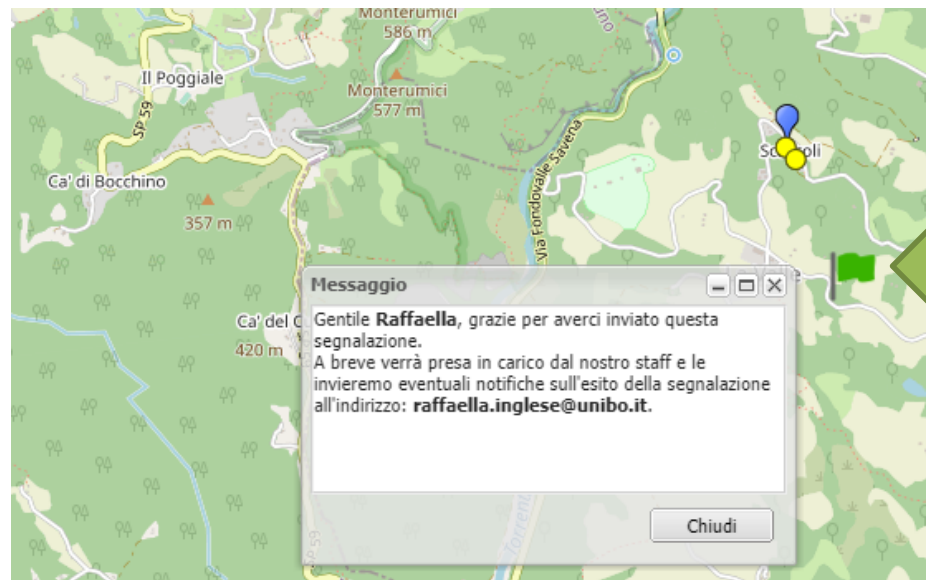 Monterumici
586 m
Il Poggiale
Monterumici
577 m
SP 59
Ca' di Bocchino
357 m
Via Fondovalle Savena
Ca' del
420 m
Messaggio
Gentile Raffaella, grazie per averci inviato questa
segnalazione.
A breve verrà presa in carico dal nostro staff e le
invieremo eventuali notifiche sull'esito della segnalazione
all'indirizzo: raffaella.inglese@unibo.it.
Chiudi
SP 59